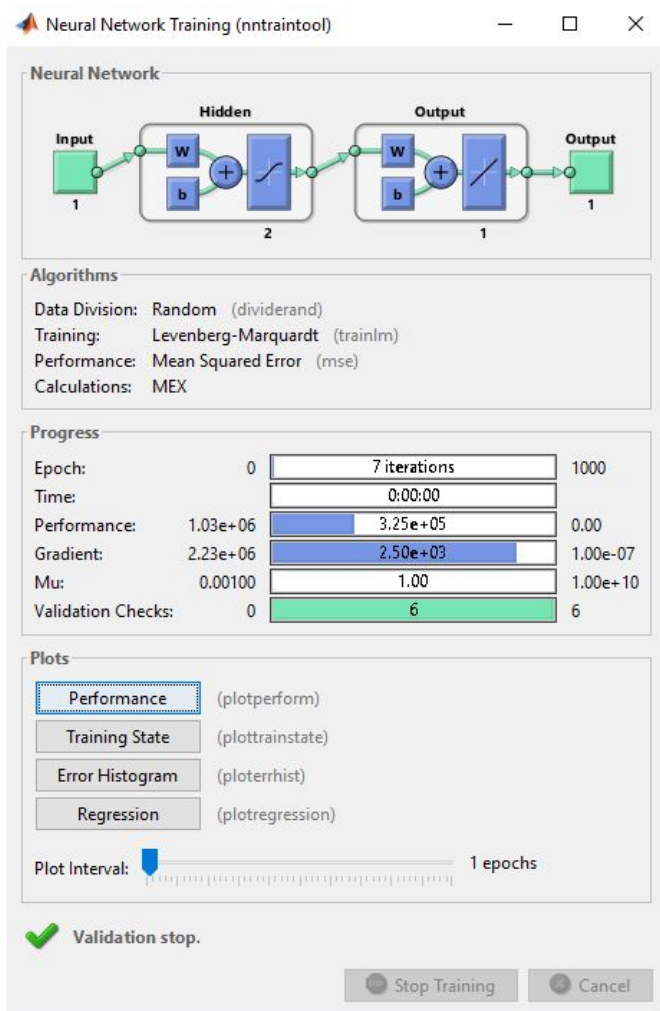 Neural Network Training (nntraintool)
Neural Network
Hidden Output
Input Output
W W
+ +
b b
1 1
2 1
Algorithms
Data Division: Random (dividerand)
Training: Levenberg-Marquardt (trainlm)
Performance: Mean Squared Error (mse)
Calculations: MEX
Progress
Epoch: 0 7 iterations 1000
Time: 0:00:00
Performance: 1.03e+06 3.25e+05 0.00
Gradient: 2.23e+06 2.50e+03 1.00e-07
Mu: 0.00100 1.00 1.00e+10
Validation Checks: 0 6 6
Plots
Performance (plotperform)
Training State (plottrainstate)
Error Histogram (ploterrhist)
Regression (plotregression)
Plot Interval: 1 epochs
Validation stop.
Stop Training Cancel